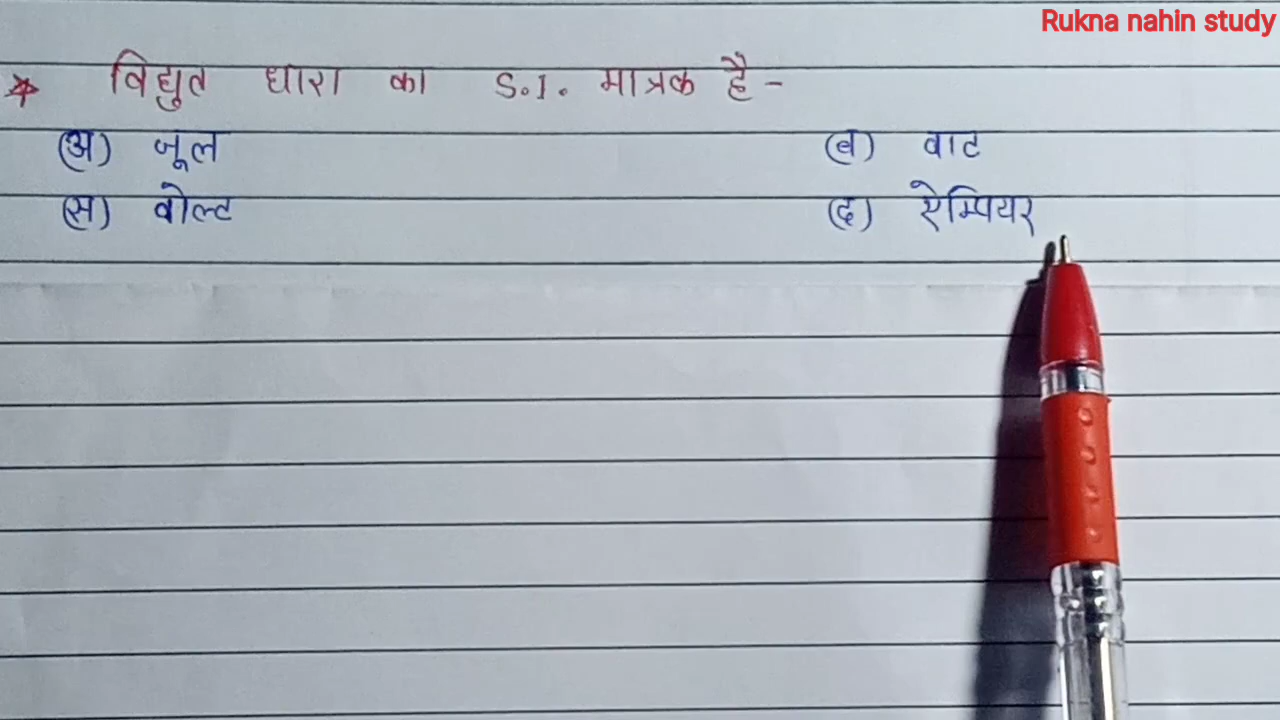 Rukna nahin study
* विद्युत धारा का S.I. मात्रक है -
(अ) जूल (ब) वाट
(स) वोल्ट (द) ऐम्पियर